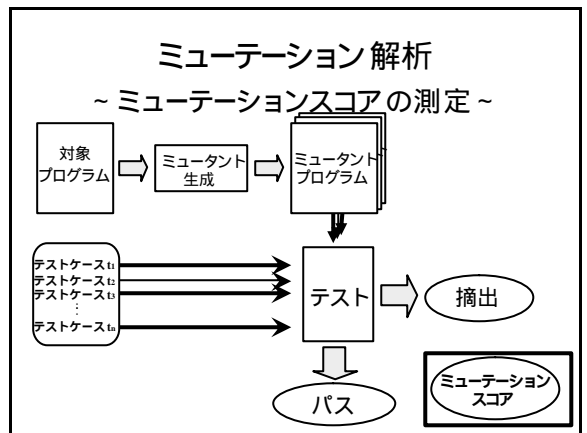 ミューテーション解析
~ ミューテーションスコアの測定 ~
対象
プログラム
ミュータント
生成
ミュータント
プログラム
テストケースt1
テストケースt2
テストケースt3
⋮
テストケースtn
テスト
摘出
パス
ミューテーション
スコア